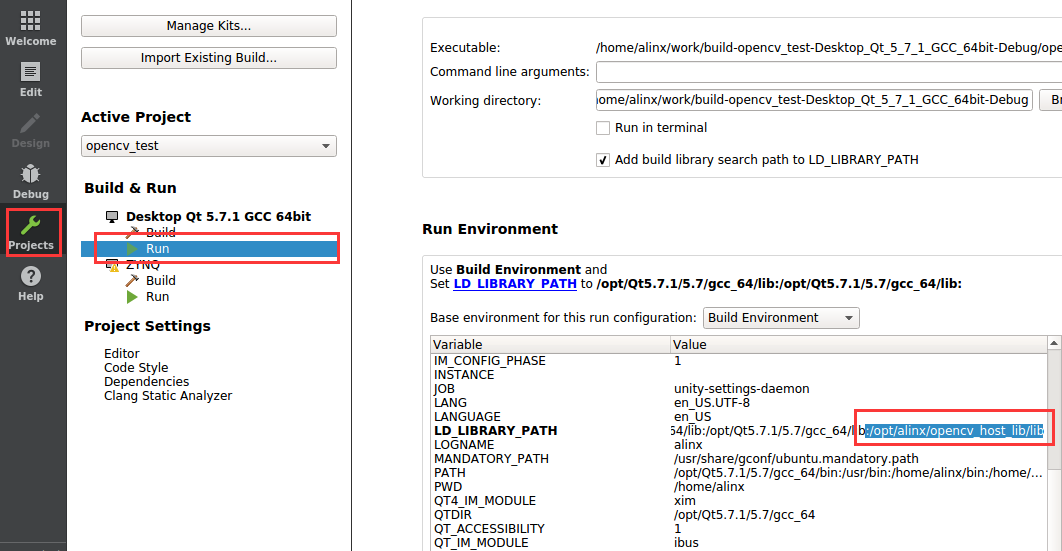 Welcome
Edit
Design
Debug
Projects
Help
Manage Kits...
Import Existing Build...
Active Project
opencv_test
Build & Run
Desktop Qt 5.7.1 GCC 64bit
Build
Run
ZYNQ
Build
Run
Project Settings
Editor
Code Style
Dependencies
Clang Static Analyzer
Executable: /home/alinx/work/build-opencv_test-Desktop_Qt_5_7_1_GCC_64bit-Debug/ope
Command line arguments:
Working directory: ome/alinx/work/build-opencv_test-Desktop_Qt_5_7_1_GCC_64bit-Debug Br
Run in terminal
Add build library search path to LD_LIBRARY_PATH
Run Environment
Use Build Environment and
Set LD_LIBRARY_PATH to /opt/Qt5.7.1/5.7/gcc_64/lib:/opt/Qt5.7.1/5.7/gcc_64/lib:
Base environment for this run configuration: Build Environment
Variable Value
IM_CONFIG_PHASE 1
INSTANCE
JOB unity-settings-daemon
LANG en_US.UTF-8
LANGUAGE en_US
LD_LIBRARY_PATH 64/lib:/opt/Qt5.7.1/5.7/gcc_64/lib:/opt/alinx/opencv_host_lib/lib
LOGNAME alinx
MANDATORY_PATH /usr/share/gconf/ubuntu.mandatory.path
PATH /opt/Qt5.7.1/5.7/gcc_64/bin:/usr/bin:/home/alinx/bin:/home/...
PWD /home/alinx
QT4_IM_MODULE xim
QTDIR /opt/Qt5.7.1/5.7/gcc_64
QT_ACCESSIBILITY 1
QT_IM_MODULE ibus